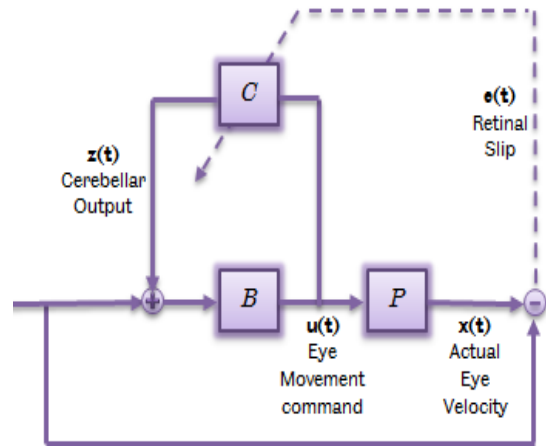 C
e(t)
Retinal
Slip
z(t)
Cerebellar
Output
+
B
P
-
u(t)
Eye
Movement
command
x(t)
Actual
Eye
Velocity